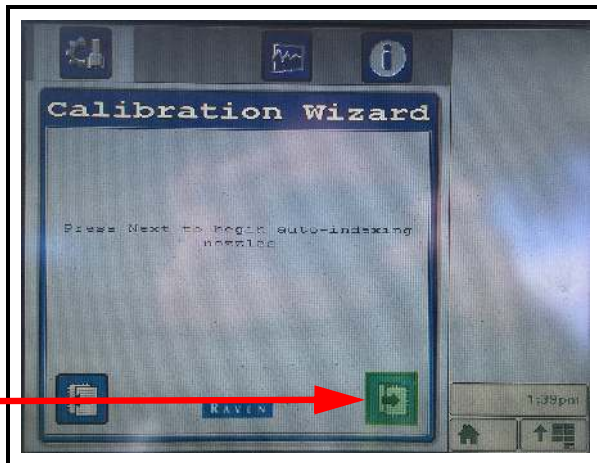 Calibration Wizard
Press Next to begin auto-indexing
nozzles
RAVEN
1:39pm